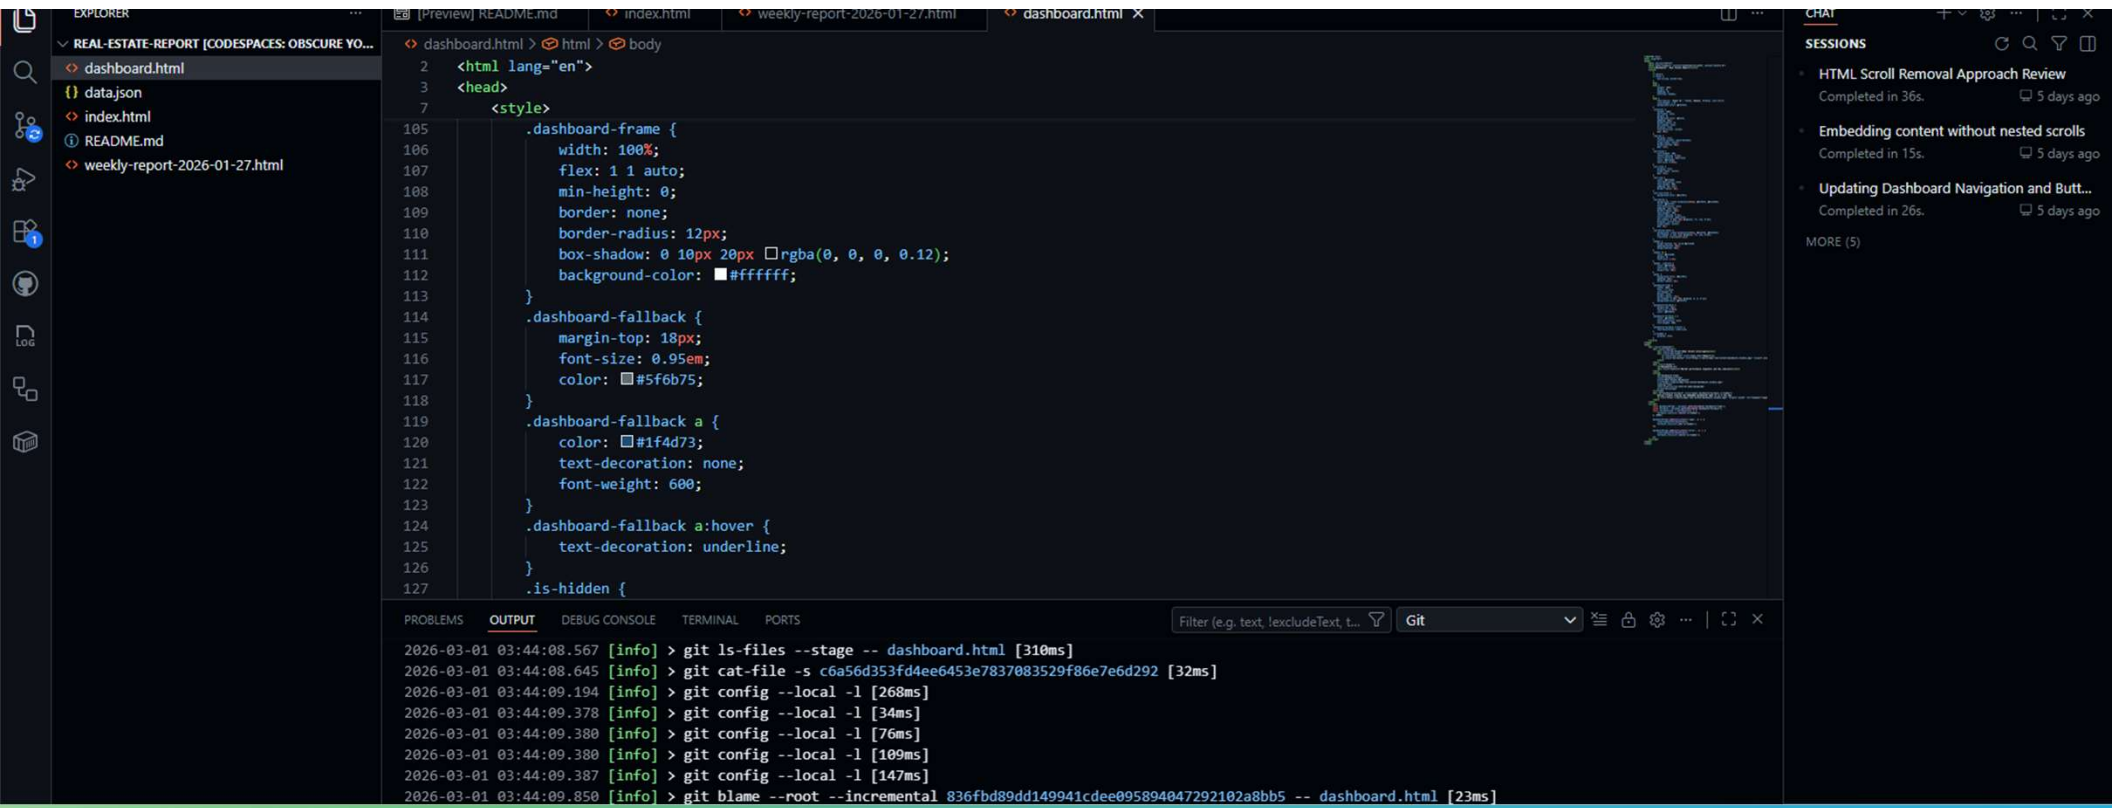 EXPLORER
REAL-ESTATE-REPORT [CODESPACES: OBSCURE YO...
dashboard.html
data.json
index.html
README.md
weekly-report-2026-01-27.html
LOG
1
[Preview] README.md
index.html
weekly-report-2026-01-27.html
dashboard.html
dashboard.html > html > body
2 <html lang="en">
3 <head>
7 <style>
105 .dashboard-frame {
106 width: 100%;
107 flex: 1 1 auto;
108 min-height: 0;
109 border: none;
110 border-radius: 12px;
111 box-shadow: 0 10px 20px rgba(0, 0, 0, 0.12);
112 background-color: #ffffff;
113 }
114 .dashboard-fallback {
115 margin-top: 18px;
116 font-size: 0.95em;
117 color: #5f6b75;
118 }
119 .dashboard-fallback a {
120 color: #1f4d73;
121 text-decoration: none;
122 font-weight: 600;
123 }
124 .dashboard-fallback a:hover {
125 text-decoration: underline;
126 }
127 .is-hidden {
PROBLEMS OUTPUT DEBUG CONSOLE TERMINAL PORTS
Filter (e.g. text, !excludeText, t...
Git
2026-03-01 03:44:08.567 [info] > git ls-files --stage -- dashboard.html [310ms]
2026-03-01 03:44:08.645 [info] > git cat-file -s c6a56d353fd4ee6453e7837083529f86e7e6d292 [32ms]
2026-03-01 03:44:09.194 [info] > git config --local -l [268ms]
2026-03-01 03:44:09.378 [info] > git config --local -l [34ms]
2026-03-01 03:44:09.380 [info] > git config --local -l [76ms]
2026-03-01 03:44:09.380 [info] > git config --local -l [109ms]
2026-03-01 03:44:09.387 [info] > git config --local -l [147ms]
2026-03-01 03:44:09.850 [info] > git blame --root --incremental 836fbd89dd149941cdee095894047292102a8bb5 -- dashboard.html [23ms]
CHAT
SESSIONS
HTML Scroll Removal Approach Review
Completed in 36s. 5 days ago
Embedding content without nested scrolls
Completed in 15s. 5 days ago
Updating Dashboard Navigation and Butt...
Completed in 26s. 5 days ago
MORE (5)